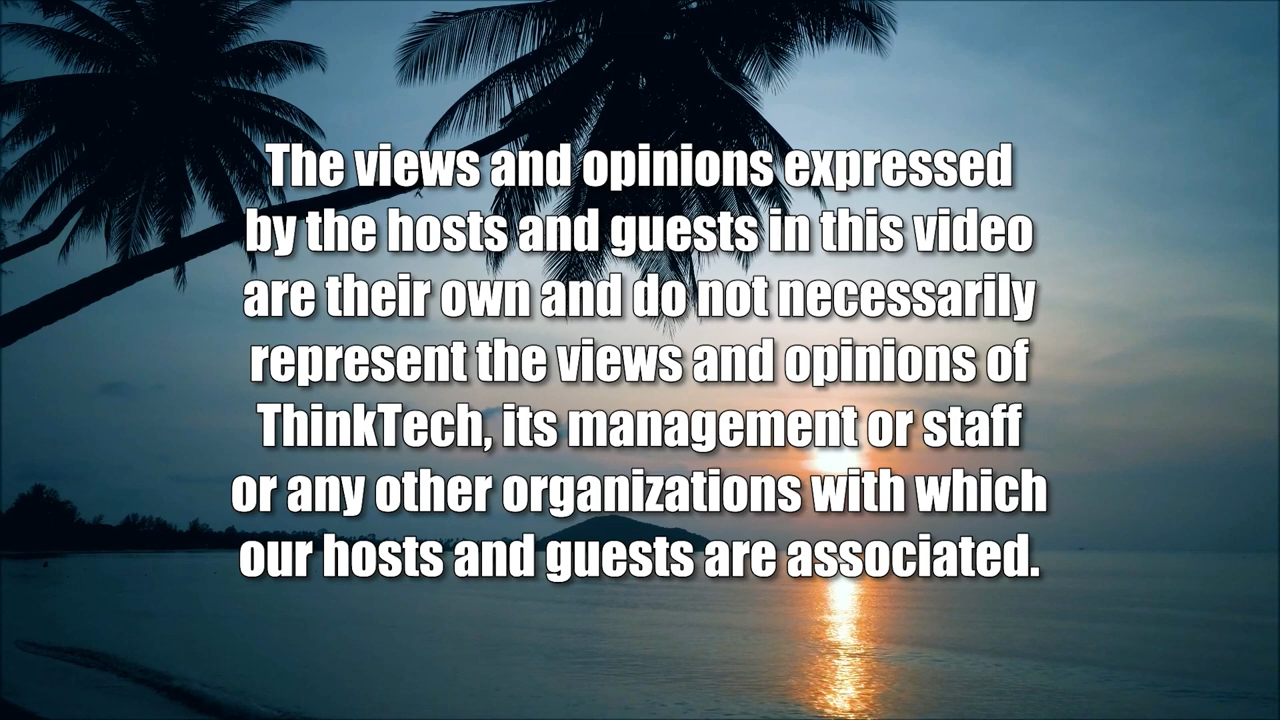 The views and opinions expressed
by the hosts and guests in this video
are their own and do not necessarily
represent the views and opinions of
ThinkTech, its management or staff
or any other organizations with which
our hosts and guests are associated.